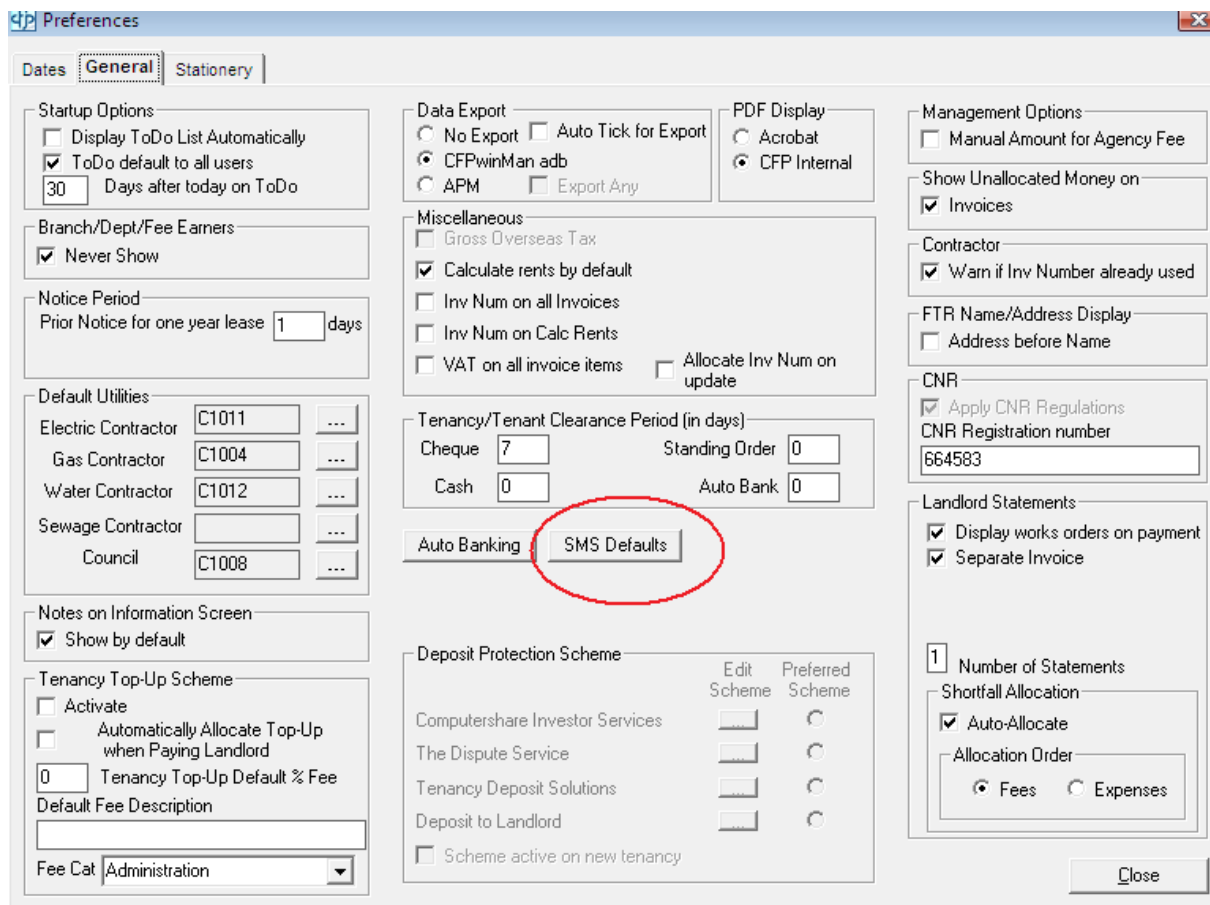 Preferences
Dates General Stationery
Startup Options
Display ToDo List Automatically
ToDo default to all users
30 Days after today on ToDo
Branch/Dept/Fee Earners
Never Show
Notice Period
Prior Notice for one year lease 1 days
Default Utilities
Electric Contractor C1011 ...
Gas Contractor C1004 ...
Water Contractor C1012 ...
Sewage Contractor ...
Council C1008 ...
Notes on Information Screen
Show by default
Tenancy Top-Up Scheme
Activate
Automatically Allocate Top-Up
when Paying Landlord
0 Tenancy Top-Up Default % Fee
Default Fee Description
Fee Cat Administration
Data Export
No Export Auto Tick for Export
CFPwinMan adb
APM Export Any
PDF Display
Acrobat
CFP Internal
Miscellaneous
Gross Overseas Tax
Calculate rents by default
Inv Num on all Invoices
Inv Num on Calc Rents
VAT on all invoice items Allocate Inv Num on
update
Tenancy/Tenant Clearance Period (in days)
Cheque 7 Standing Order 0
Cash 0 Auto Bank 0
Auto Banking SMS Defaults
Deposit Protection Scheme
Edit Preferred
Scheme Scheme
Computershare Investor Services ...
The Dispute Service ...
Tenancy Deposit Solutions ...
Deposit to Landlord ...
Scheme active on new tenancy
Management Options
Manual Amount for Agency Fee
Show Unallocated Money on
Invoices
Contractor
Warn if Inv Number already used
FTR Name/Address Display
Address before Name
CNR
Apply CNR Regulations
CNR Registration number
664583
Landlord Statements
Display works orders on payment
Separate Invoice
1 Number of Statements
Shortfall Allocation
Auto-Allocate
Allocation Order
Fees Expenses
Close